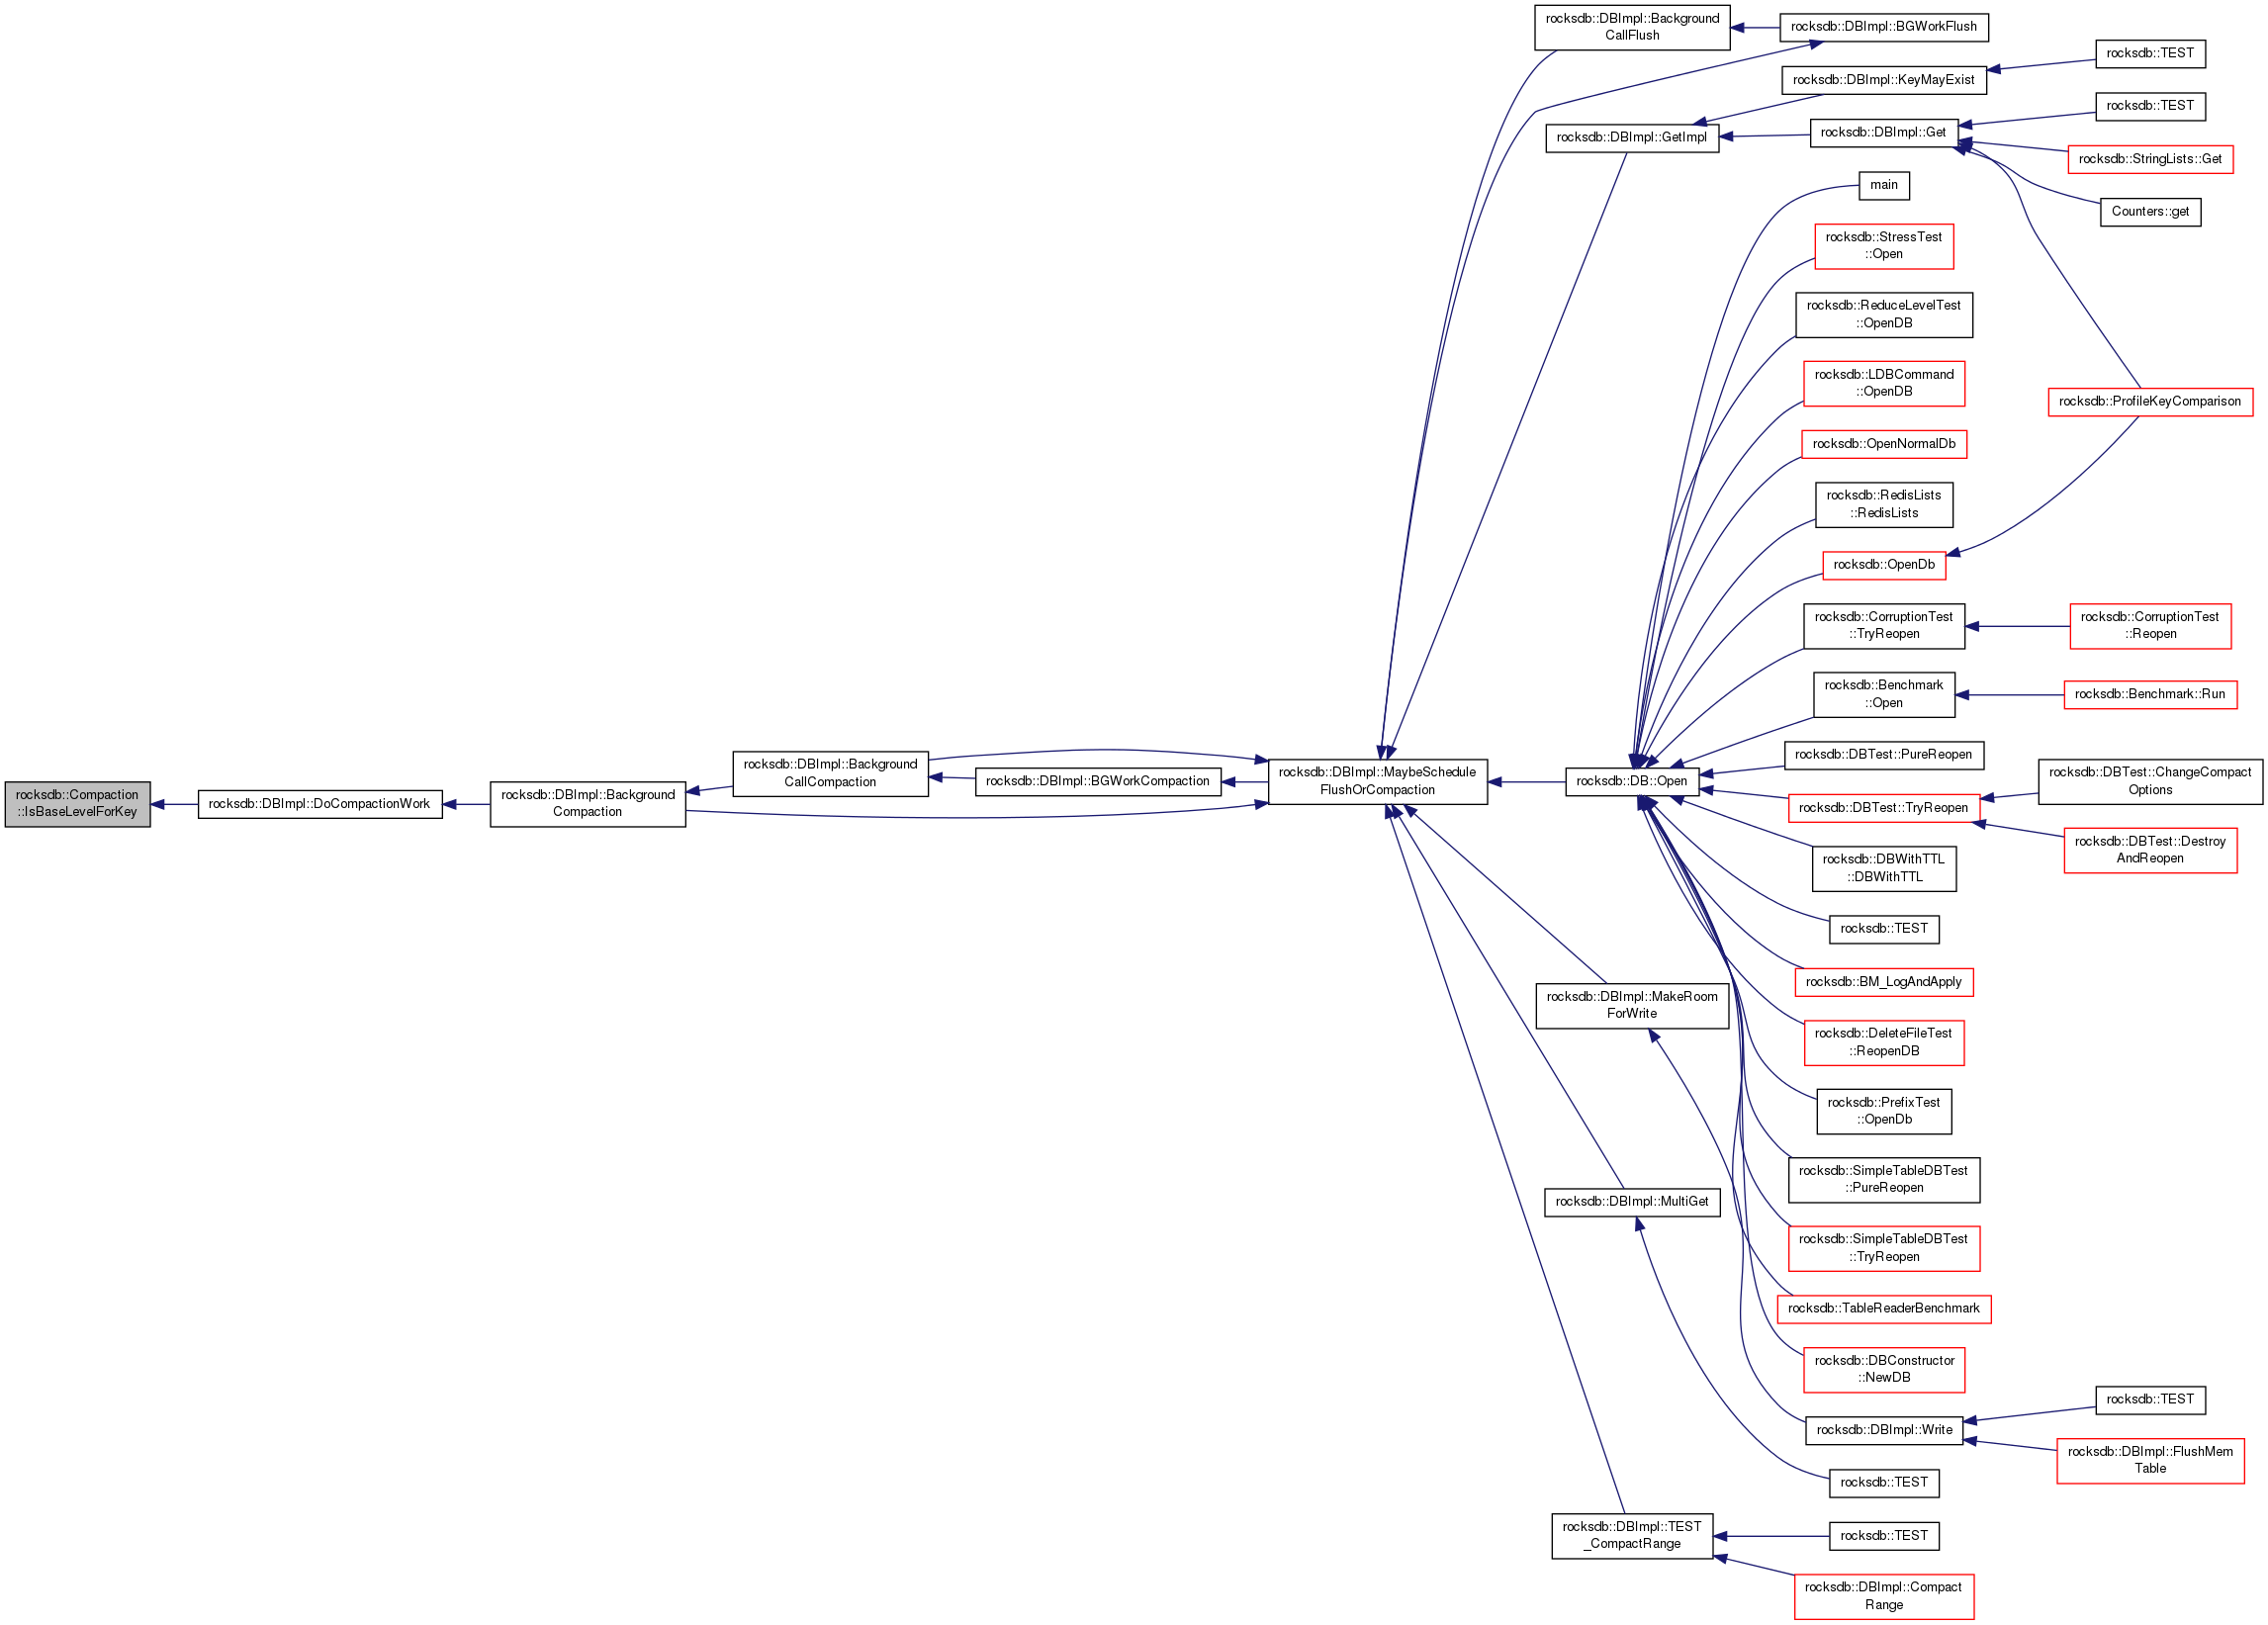 rocksdb::Compaction
::IsBaseLevelForKey
rocksdb::DBImpl::DoCompactionWork
rocksdb::DBImpl::Background
Compaction
rocksdb::DBImpl::Background
CallCompaction
rocksdb::DBImpl::BGWorkCompaction
rocksdb::DBImpl::MaybeSchedule
FlushOrCompaction
rocksdb::DBImpl::Background
CallFlush
rocksdb::DBImpl::BGWorkFlush
rocksdb::DBImpl::GetImpl
rocksdb::DBImpl::KeyMayExist
rocksdb::TEST
rocksdb::DBImpl::Get
rocksdb::TEST
rocksdb::StringLists::Get
Counters::get
rocksdb::ProfileKeyComparison
rocksdb::DB::Open
main
rocksdb::StressTest
::Open
rocksdb::ReduceLevelTest
::OpenDB
rocksdb::LDBCommand
::OpenDB
rocksdb::OpenNormalDb
rocksdb::RedisLists
::RedisLists
rocksdb::OpenDb
rocksdb::CorruptionTest
::TryReopen
rocksdb::CorruptionTest
::Reopen
rocksdb::Benchmark
::Open
rocksdb::Benchmark::Run
rocksdb::DBTest::PureReopen
rocksdb::DBTest::TryReopen
rocksdb::DBTest::ChangeCompact
Options
rocksdb::DBTest::Destroy
AndReopen
rocksdb::DBWithTTL
::DBWithTTL
rocksdb::TEST
rocksdb::BM_LogAndApply
rocksdb::DeleteFileTest
::ReopenDB
rocksdb::PrefixTest
::OpenDb
rocksdb::SimpleTableDBTest
::PureReopen
rocksdb::SimpleTableDBTest
::TryReopen
rocksdb::TableReaderBenchmark
rocksdb::DBConstructor
::NewDB
rocksdb::DBImpl::MakeRoom
ForWrite
rocksdb::DBImpl::Write
rocksdb::TEST
rocksdb::DBImpl::FlushMem
Table
rocksdb::DBImpl::MultiGet
rocksdb::TEST
rocksdb::DBImpl::TEST
_CompactRange
rocksdb::TEST
rocksdb::DBImpl::Compact
Range